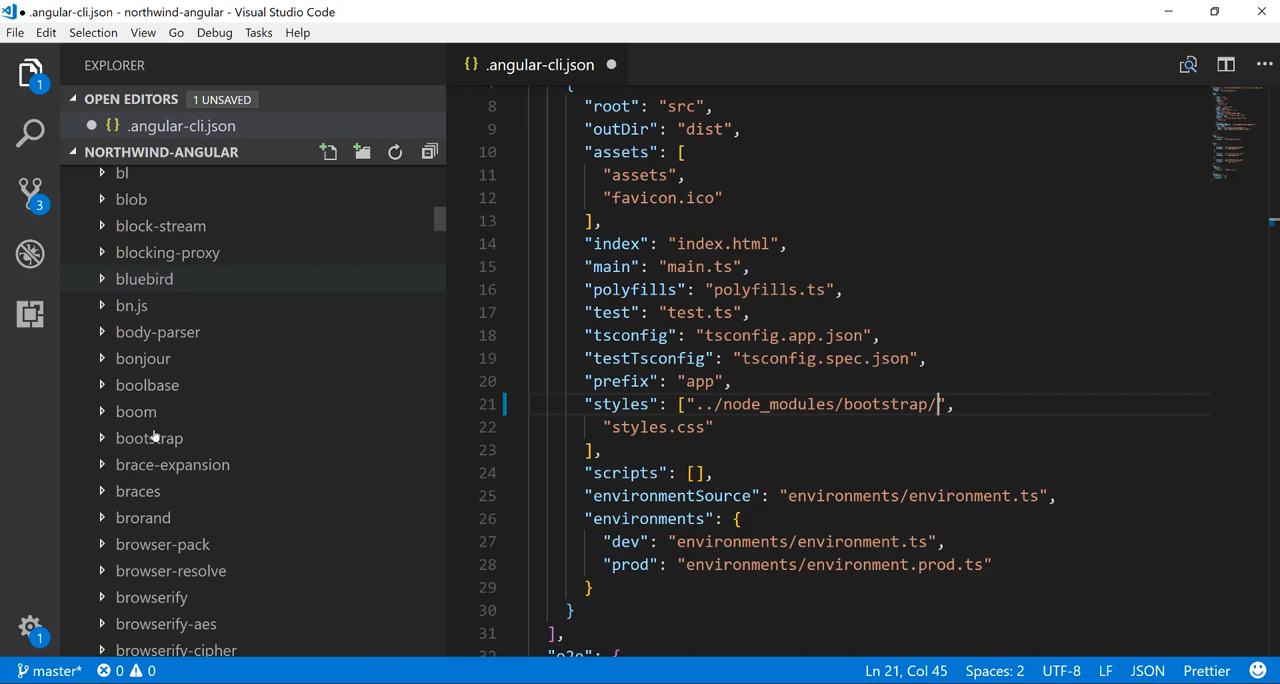 .angular-cli.json - northwind-angular - Visual Studio Code
File Edit Selection View Go Debug Tasks Help
EXPLORER
OPEN EDITORS 1 UNSAVED
{} .angular-cli.json
NORTHWIND-ANGULAR
bl
blob
block-stream
blocking-proxy
bluebird
bn.js
body-parser
bonjour
boolbase
boom
bootstrap
brace-expansion
braces
brorand
browser-pack
browser-resolve
browserify
browserify-aes
browserify-cipher
1
3
1
{} .angular-cli.json
8 "root": "src",
9 "outDir": "dist",
10 "assets": [
11 "assets",
12 "favicon.ico"
13 ],
14 "index": "index.html",
15 "main": "main.ts",
16 "polyfills": "polyfills.ts",
17 "test": "test.ts",
18 "tsconfig": "tsconfig.app.json",
19 "testTsconfig": "tsconfig.spec.json",
20 "prefix": "app",
21 "styles": ["../node_modules/bootstrap/",
22 "styles.css"
23 ],
24 "scripts": [],
25 "environmentSource": "environments/environment.ts",
26 "environments": {
27 "dev": "environments/environment.ts",
28 "prod": "environments/environment.prod.ts"
29 }
30 }
31 ],
32 "e2e": {
master* 0 0 Ln 21, Col 45 Spaces: 2 UTF-8 LF JSON Prettier